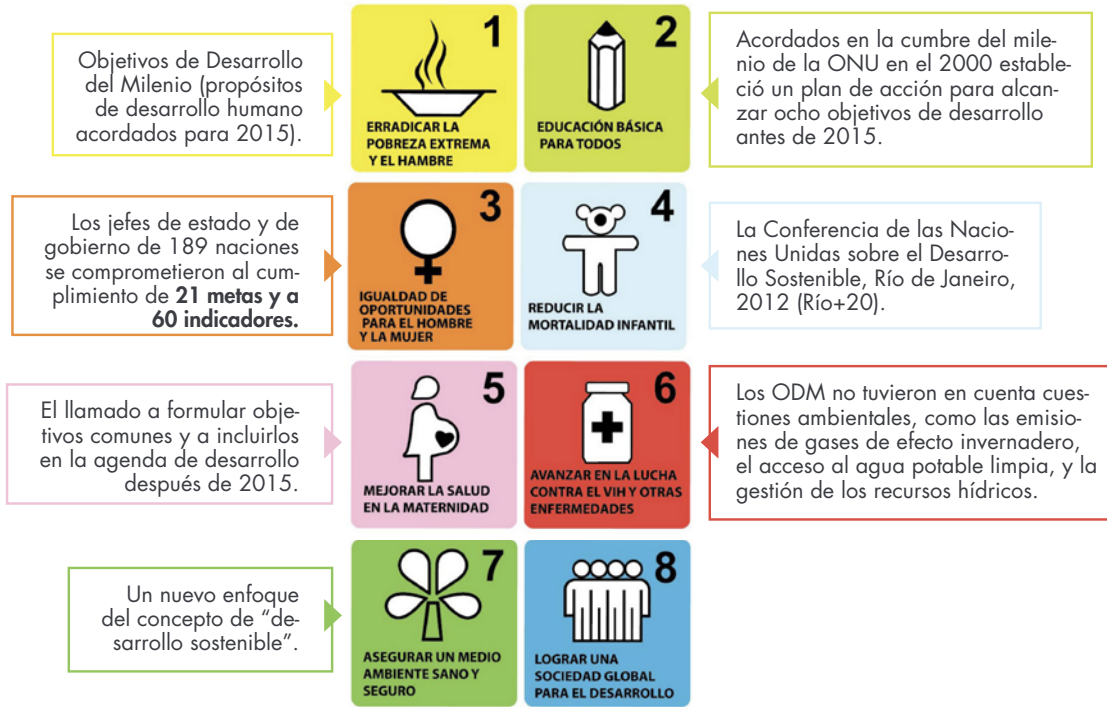 Objetivos de Desarrollo
del Milenio (propósitos
de desarrollo humano
acordados para 2015).
1
ERRADICAR LA
POBREZA EXTREMA
Y EL HAMBRE
2
EDUCACIÓN BÁSICA
PARA TODOS
Acordados en la cumbre del mile-
nio de la ONU en el 2000 estable-
ció un plan de acción para alcan-
zar ocho objetivos de desarrollo
antes de 2015.
Los jefes de estado y de
gobierno de 189 naciones
se comprometieron al cum-
plimiento de 21 metas y a
60 indicadores.
3
IGUALDAD DE
OPORTUNIDADES
PARA EL HOMBRE
Y LA MUJER
4
REDUCIR LA
MORTALIDAD INFANTIL
La Conferencia de las Nacio-
nes Unidas sobre el Desarro-
llo Sostenible, Río de Janeiro,
2012 (Río+20).
El llamado a formular obje-
tivos comunes y a incluirlos
en la agenda de desarrollo
después de 2015.
5
MEJORAR LA SALUD
EN LA MATERNIDAD
6
AVANZAR EN LA LUCHA
CONTRA EL VIH Y OTRAS
ENFERMEDADES
Los ODM no tuvieron en cuenta cues-
tiones ambientales, como las emisio-
nes de gases de efecto invernadero,
el acceso al agua potable limpia, y la
gestión de los recursos hídricos.
Un nuevo enfoque
del concepto de “de-
sarrollo sostenible”.
7
ASEGURAR UN MEDIO
AMBIENTE SANO Y
SEGURO
8
LOGRAR UNA
SOCIEDAD GLOBAL
PARA EL DESARROLLO